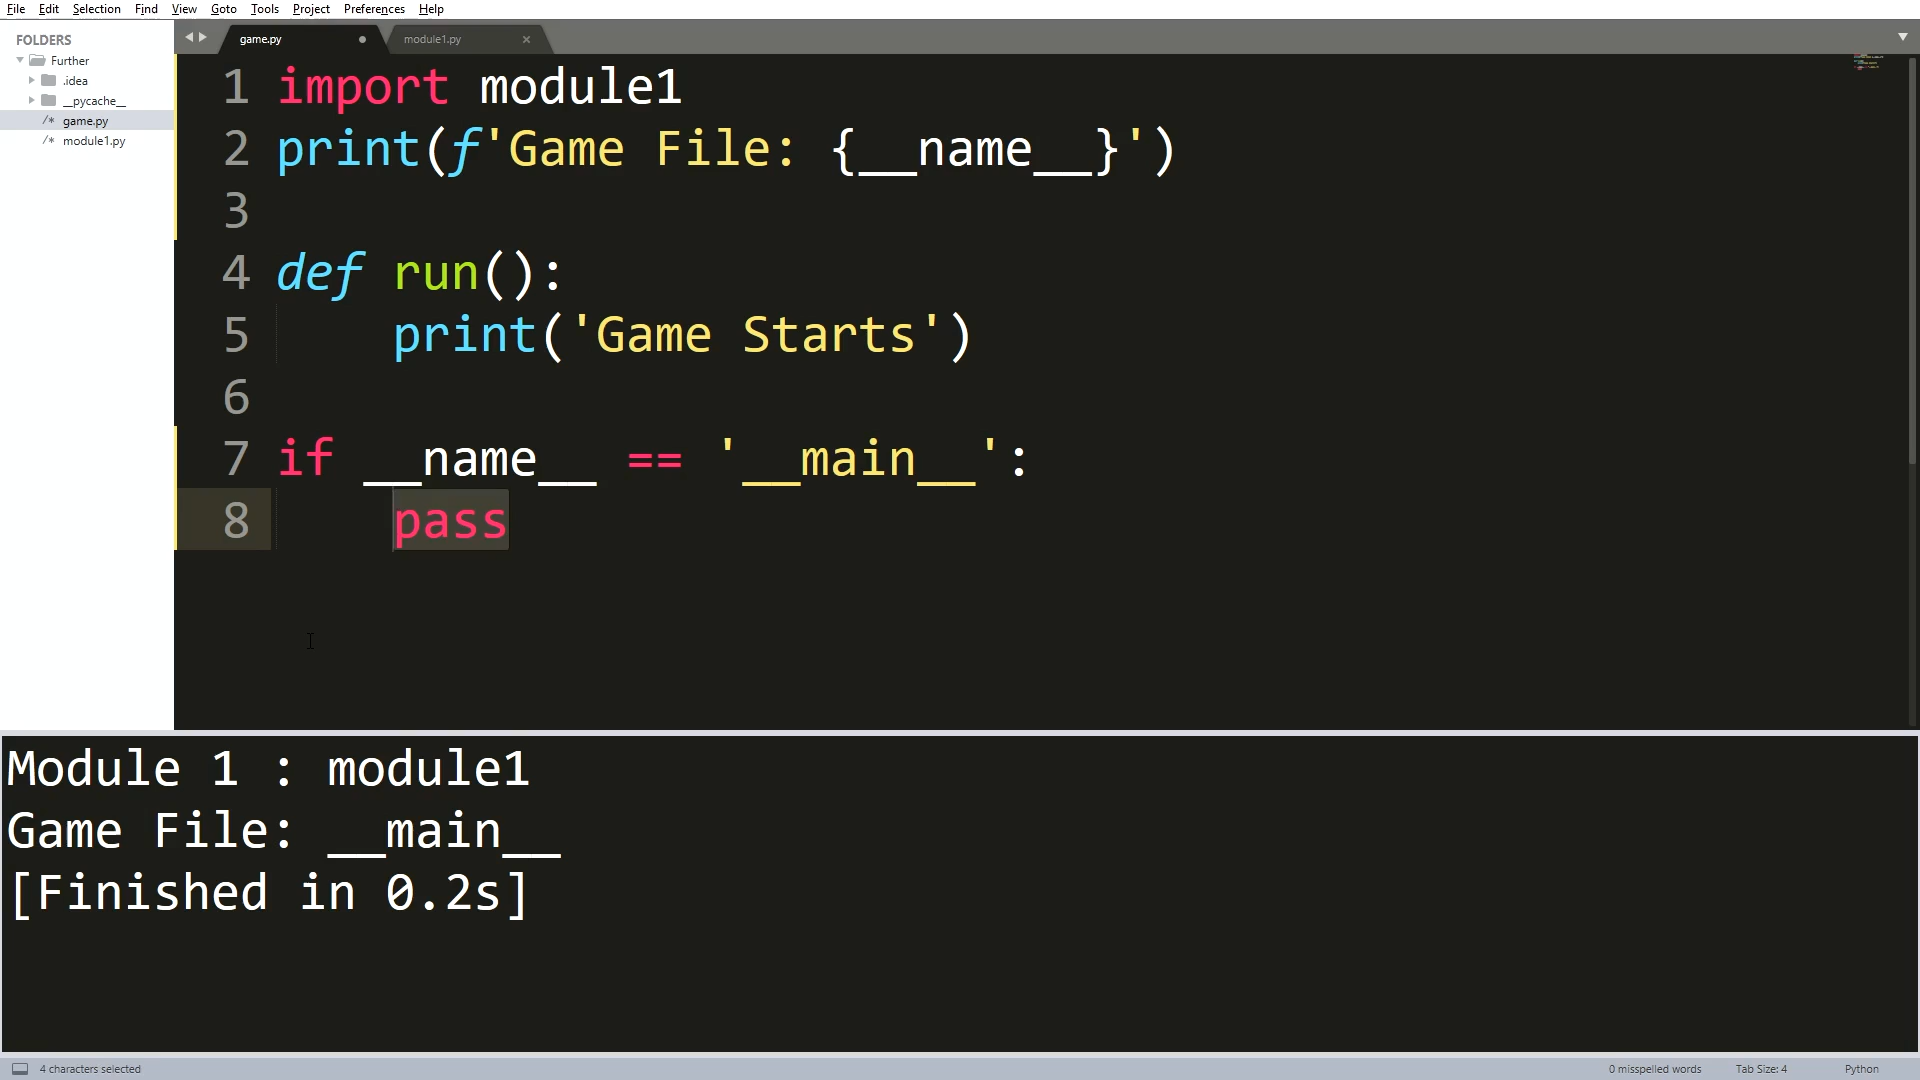 File Edit Selection Find View Goto Tools Project Preferences Help
FOLDERS
Further
.idea
__pycache__
/* game.py
/* module1.py
game.py module1.py
1 import module1
2 print(f'Game File: {__name__}')
3
4 def run():
5     print('Game Starts')
6
7 if __name__ == '__main__':
8     pass
Module 1 : module1
Game File: __main__
[Finished in 0.2s]
4 characters selected 0 misspelled words Tab Size: 4 Python